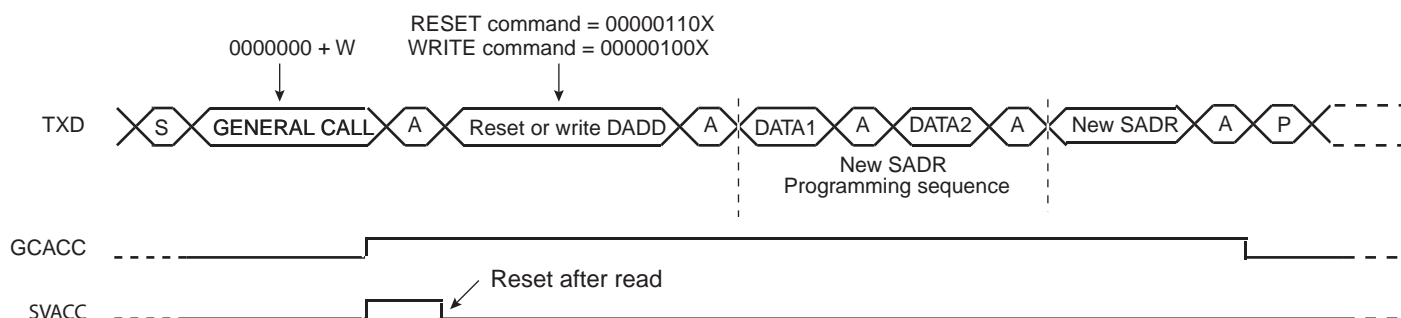 RESET command = 00000110X
0000000 + W
WRITE command = 00000100X
TXD
S
GENERAL CALL
A
Reset or write DADD
A
DATA1
A
DATA2
A
New SADR
A
P
New SADR
Programming sequence
GCACC
Reset after read
SVACC